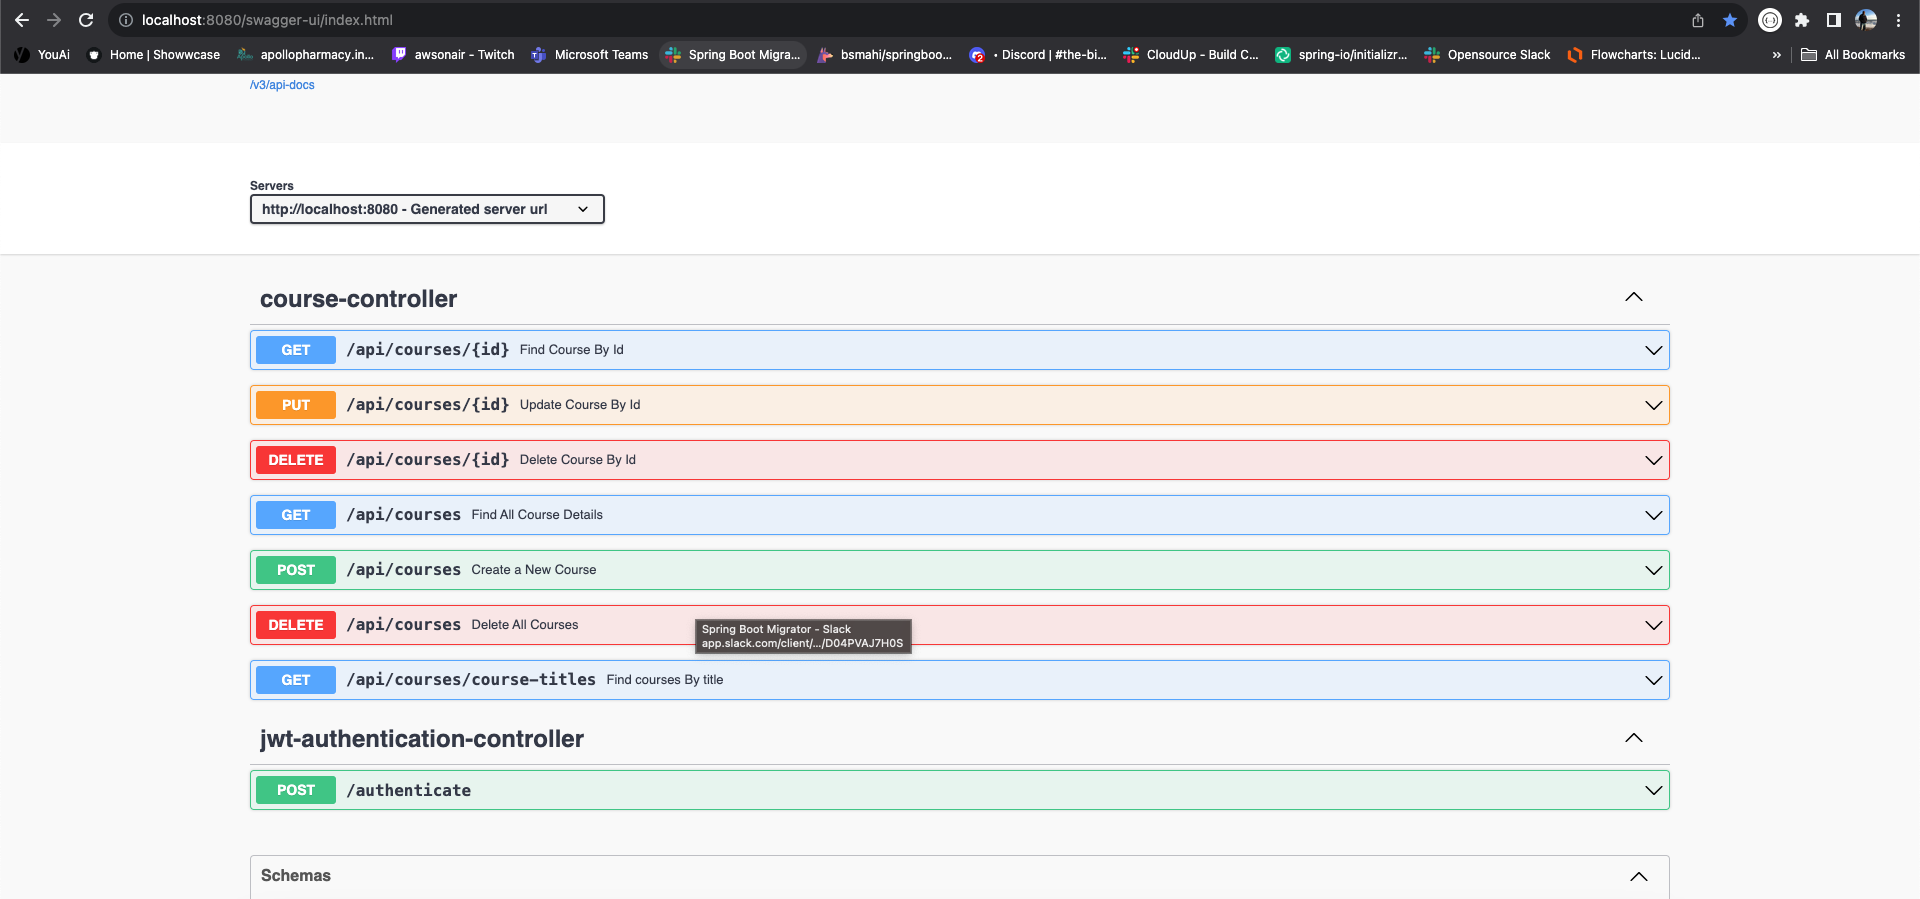 localhost:8080/swagger-ui/index.html
YouAi Home | Showwcase apollopharmacy.in... awsonair - Twitch Microsoft Teams Spring Boot Migra... bsmahi/springboo... 2 • Discord | #the-bi... CloudUp - Build C... spring-io/initializr... Opensource Slack Flowcharts: Lucid... » All Bookmarks
/v3/api-docs
Servers
http://localhost:8080 - Generated server url
course-controller
GET /api/courses/{id} Find Course By Id
PUT /api/courses/{id} Update Course By Id
DELETE /api/courses/{id} Delete Course By Id
GET /api/courses Find All Course Details
POST /api/courses Create a New Course
DELETE /api/courses Delete All Courses
Spring Boot Migrator - Slack
app.slack.com/client/.../D04PVAJ7H0S
GET /api/courses/course-titles Find courses By title
jwt-authentication-controller
POST /authenticate
Schemas